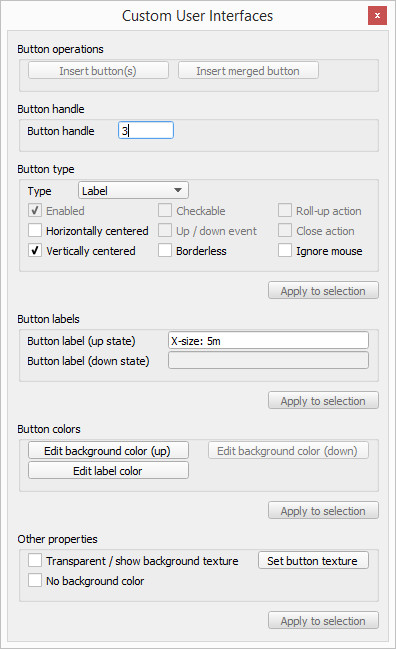 Custom User Interfaces
x
Button operations
Insert button(s) Insert merged button
Button handle
Button handle 3
Button type
Type Label
Enabled Checkable Roll-up action
Horizontally centered Up / down event Close action
Vertically centered Borderless Ignore mouse
Apply to selection
Button labels
Button label (up state) X-size: 5m
Button label (down state)
Apply to selection
Button colors
Edit background color (up) Edit background color (down)
Edit label color
Apply to selection
Other properties
Transparent / show background texture Set button texture
No background color
Apply to selection